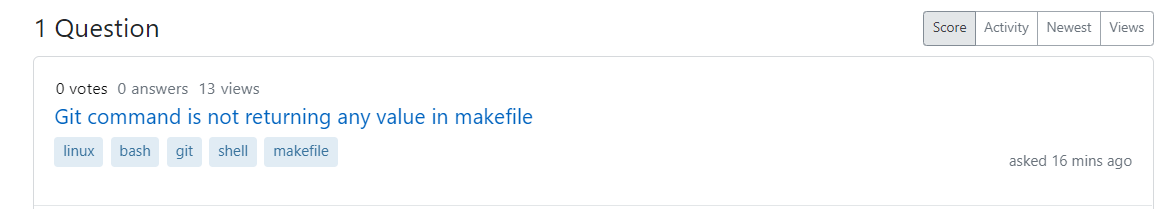 1 Question
Score Activity Newest Views
0 votes 0 answers 13 views
Git command is not returning any value in makefile
linux bash git shell makefile
asked 16 mins ago